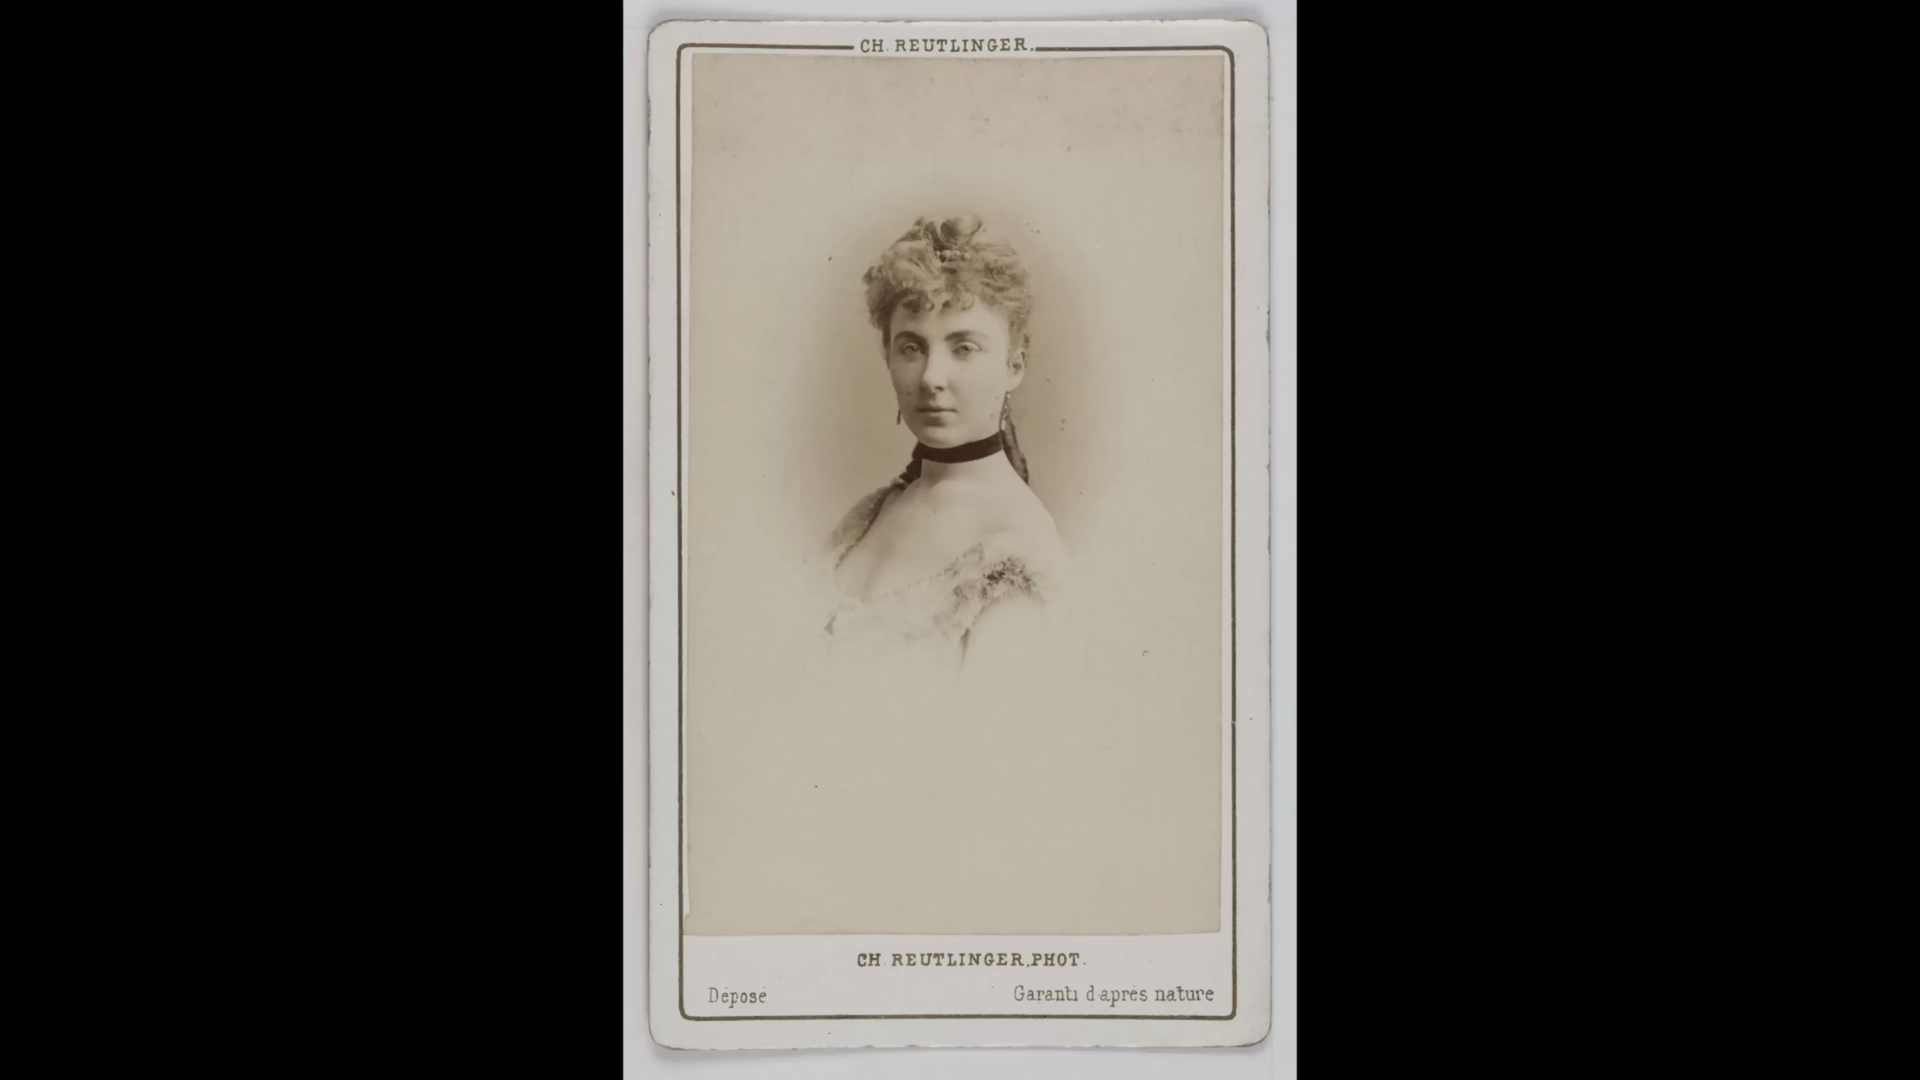 CH. REUTLINGER.
CH. REUTLINGER, PHOT.
Déposé
Garanti d'après nature